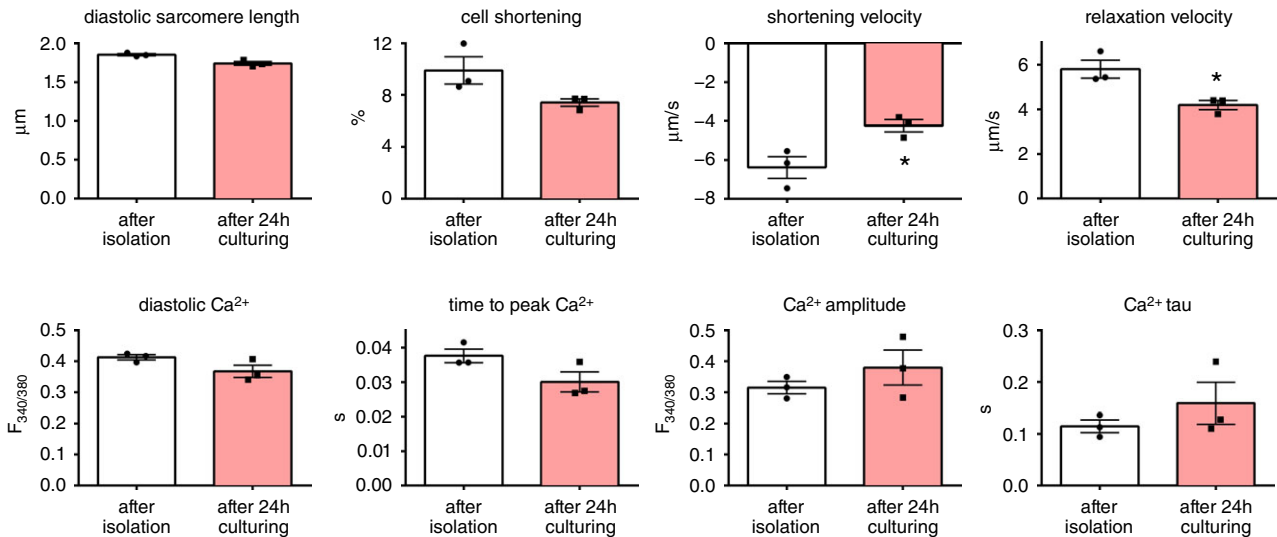 diastolic sarcomere length
2.0
1.5
1.0
0.5
0.0
μm
after
isolation
after 24h
culturing
cell shortening
12
8
4
0
%
after
isolation
after 24h
culturing
shortening velocity
0
−2
−4
−6
−8
μm/s
*
after
isolation
after 24h
culturing
relaxation velocity
6
4
2
0
μm/s
*
after
isolation
after 24h
culturing
diastolic Ca²⁺
0.5
0.4
0.3
0.2
0.1
0.0
F₃₄₀/₃₈₀
after
isolation
after 24h
culturing
time to peak Ca²⁺
0.04
0.03
0.02
0.01
0.00
s
after
isolation
after 24h
culturing
Ca²⁺ amplitude
0.5
0.4
0.3
0.2
0.1
0.0
F₃₄₀/₃₈₀
after
isolation
after 24h
culturing
Ca²⁺ tau
0.3
0.2
0.1
0.0
s
after
isolation
after 24h
culturing